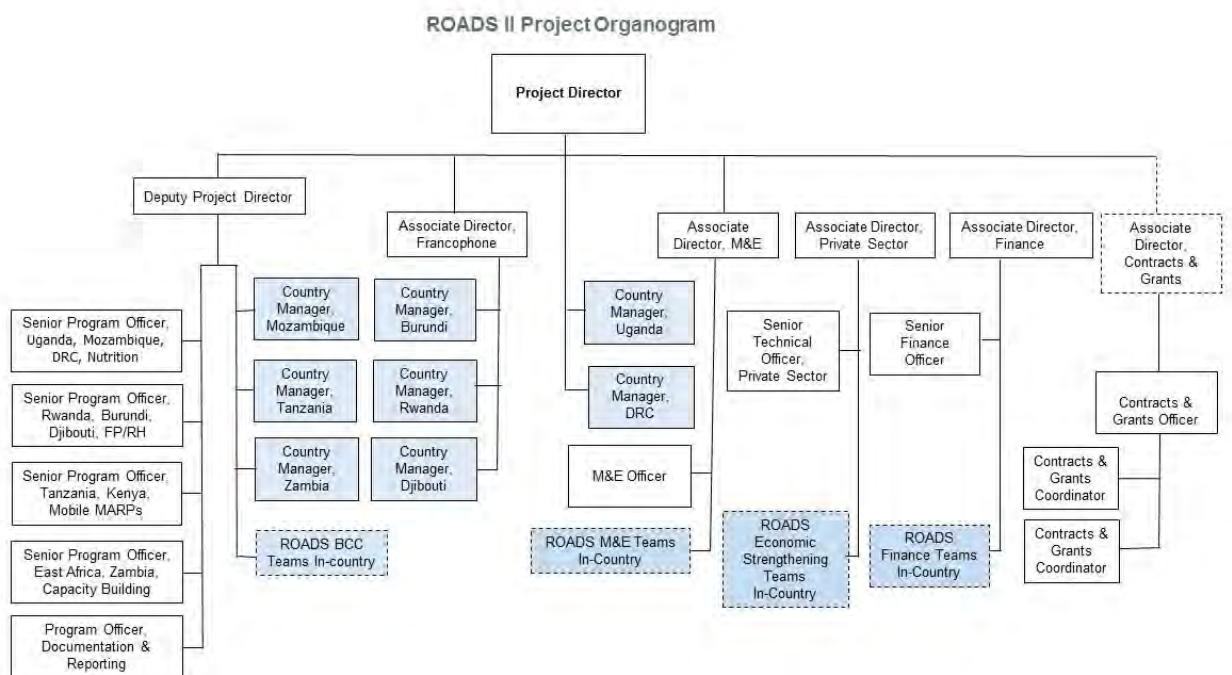 ROADS II Project Organogram
Project Director
Deputy Project Director
Associate Director,
Francophone
Associate
Director, M&E
Associate Director,
Private Sector
Associate Director,
Finance
Associate
Director,
Contracts &
Grants
Senior Program Officer,
Uganda, Mozambique,
DRC, Nutrition
Senior Program Officer,
Rwanda, Burundi,
Djibouti, FP/RH
Senior Program Officer,
Tanzania, Kenya,
Mobile MARPs
Senior Program Officer,
East Africa, Zambia,
Capacity Building
Program Officer,
Documentation &
Reporting
Country
Manager,
Mozambique
Country
Manager,
Tanzania
Country
Manager,
Zambia
ROADS BCC
Teams In-country
Country
Manager,
Burundi
Country
Manager,
Rwanda
Country
Manager,
Djibouti
Country
Manager,
Uganda
Country
Manager,
DRC
M&E Officer
ROADS M&E Teams
In-Country
Senior
Technical
Officer,
Private Sector
ROADS
Economic
Strengthening
Teams
In-Country
Senior
Finance
Officer
ROADS
Finance Teams
In-Country
Contracts &
Grants Officer
Contracts &
Grants
Coordinator
Contracts &
Grants
Coordinator